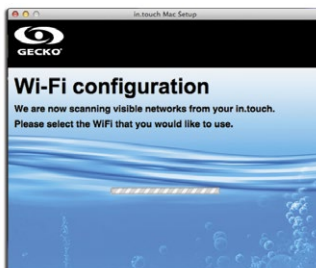 in.touch Mac Setup
GECKO
Wi-Fi configuration
We are now scanning visible networks from your in.touch.
Please select the WiFi that you would like to use.